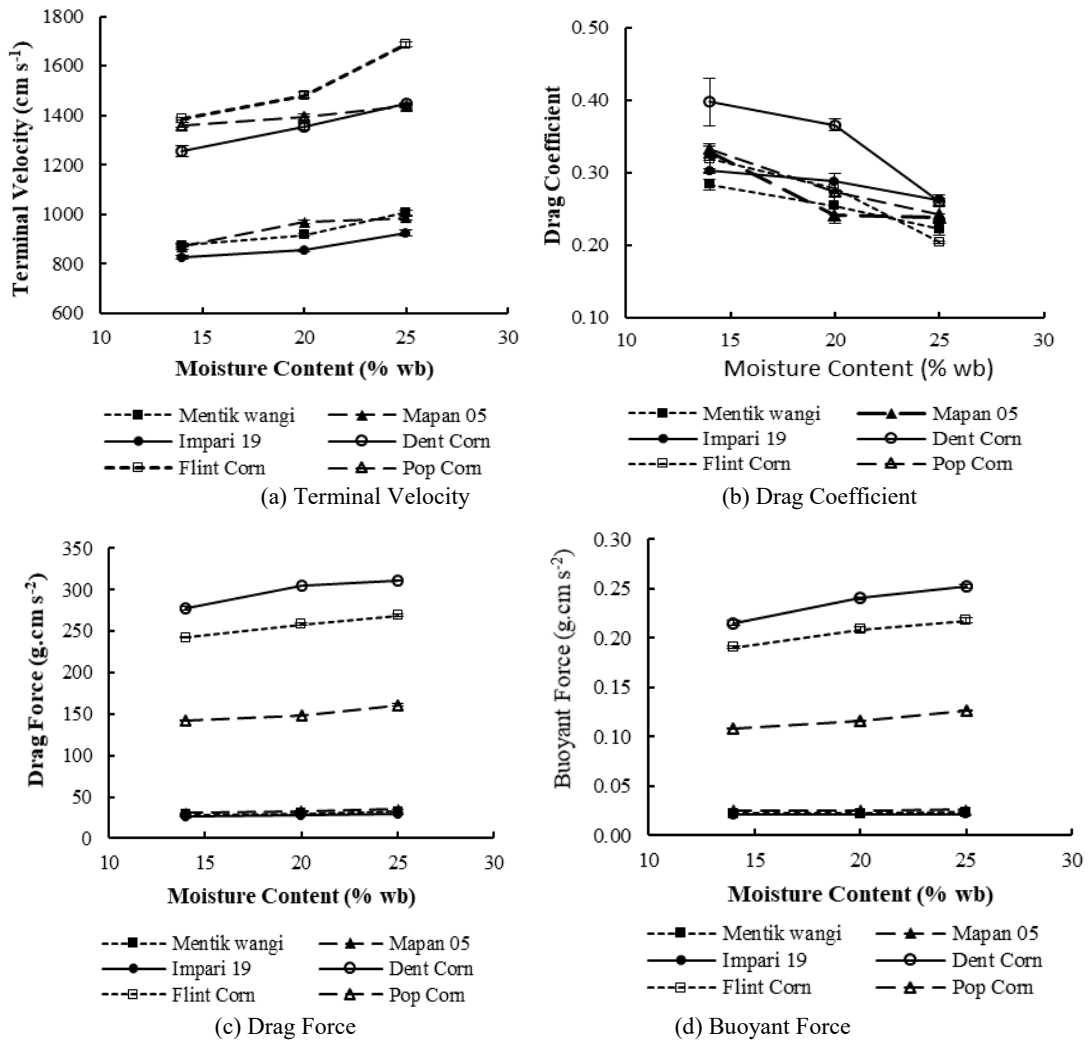 1800
1600
1400
1200
1000
800
600
Terminal Velocity (cm s-1)
10 15 20 25 30
Moisture Content (% wb)
Mentik wangi Mapan 05
Impari 19 Dent Corn
Flint Corn Pop Corn
(a) Terminal Velocity
0.50
0.40
0.30
0.20
0.10
Drag Coefficient
10 15 20 25 30
Moisture Content (% wb)
Mentik wangi Mapan 05
Impari 19 Dent Corn
Flint Corn Pop Corn
(b) Drag Coefficient
350
300
250
200
150
100
50
0
Drag Force (g.cm s-2)
10 15 20 25 30
Moisture Content (% wb)
Mentik wangi Mapan 05
Impari 19 Dent Corn
Flint Corn Pop Corn
(c) Drag Force
0.30
0.25
0.20
0.15
0.10
0.05
0.00
Buoyant Force (g.cm s-2)
10 15 20 25 30
Moisture Content (% wb)
Mentik wangi Mapan 05
Impari 19 Dent Corn
Flint Corn Pop Corn
(d) Buoyant Force